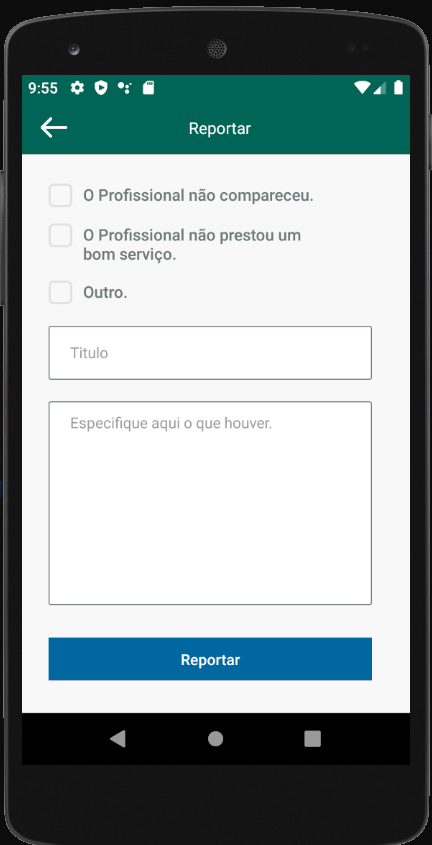 9:55
Reportar
O Profissional não compareceu.
O Profissional não prestou um
bom serviço.
Outro.
Titulo
Especifique aqui o que houver.
Reportar